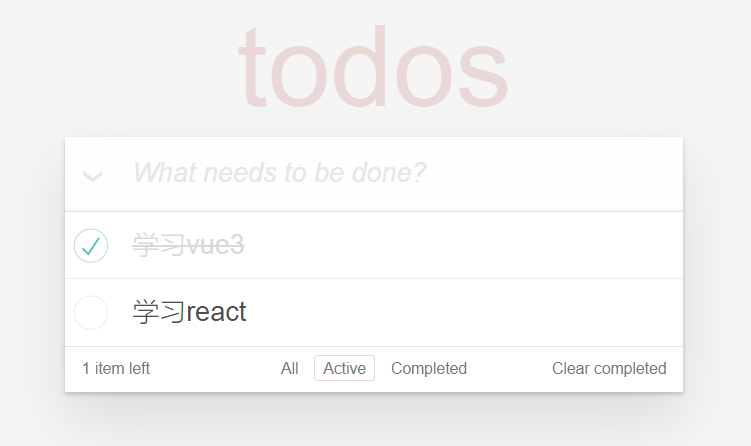 todos
What needs to be done?
学习vue3
学习react
1 item left All Active Completed Clear completed